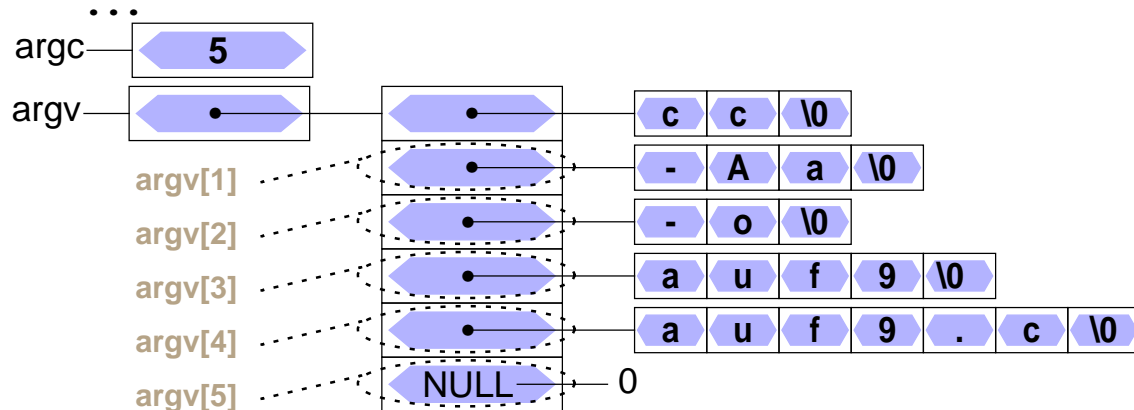 ...
argc 5
argv c c \0
argv[1] - A a \0
argv[2] - o \0
argv[3] a u f 9 \0
argv[4] a u f 9 . c \0
argv[5] NULL 0